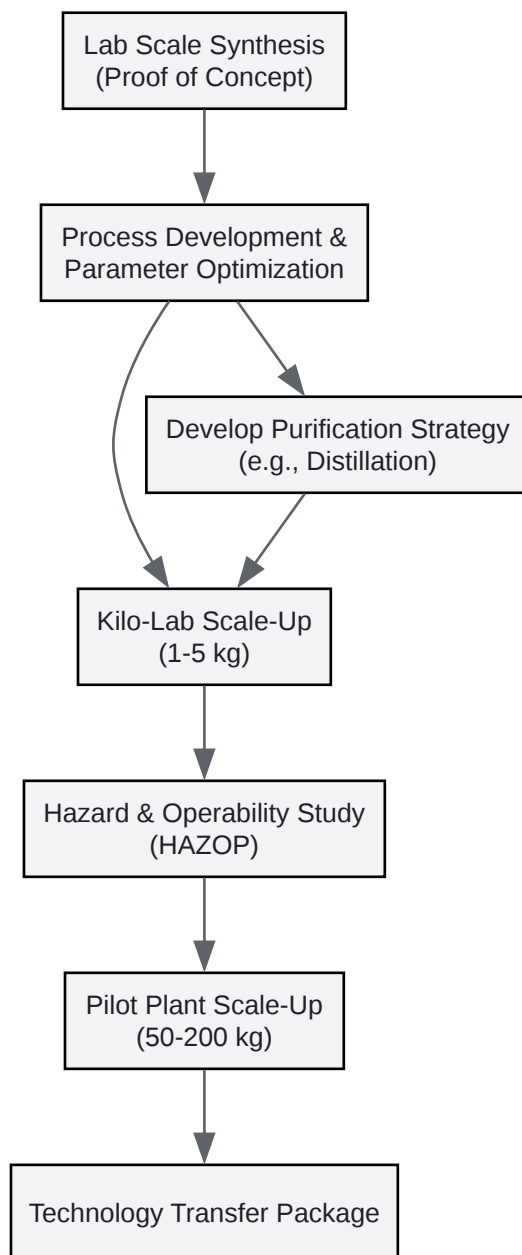 Lab Scale Synthesis
(Proof of Concept)
Process Development &
Parameter Optimization
Develop Purification Strategy
(e.g., Distillation)
Kilo-Lab Scale-Up
(1-5 kg)
Hazard & Operability Study
(HAZOP)
Pilot Plant Scale-Up
(50-200 kg)
Technology Transfer Package